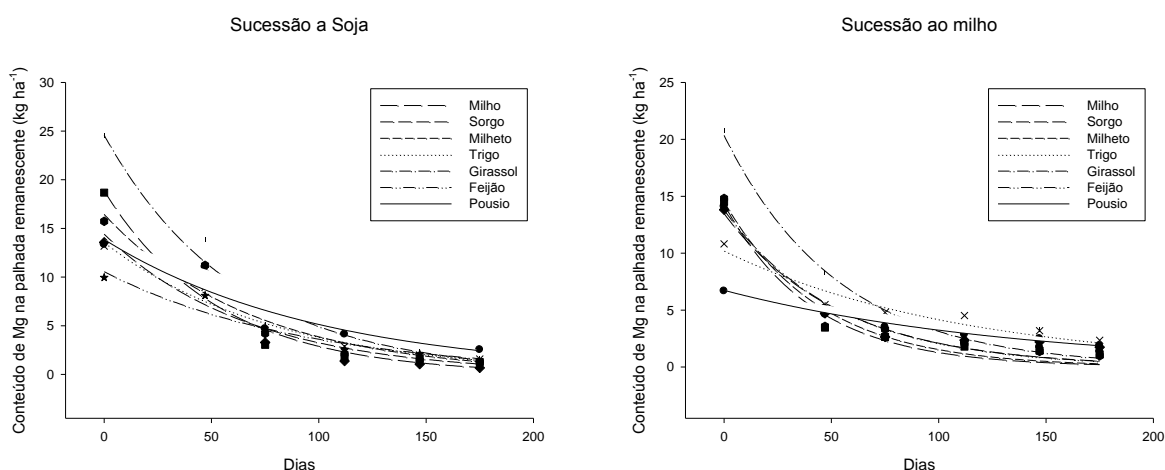 Sucessão a Soja
Conteúdo de Mg na palhada remanescente (kg ha⁻¹)
30
25
20
15
10
5
0
Milho
Sorgo
Milheto
Trigo
Girassol
Feijão
Pousio
0 50 100 150 200
Dias
Sucessão ao milho
Conteúdo de Mg na palhada remanescente (kg ha⁻¹)
25
20
15
10
5
0
Milho
Sorgo
Milheto
Trigo
Girassol
Feijão
Pousio
0 50 100 150 200
Dias